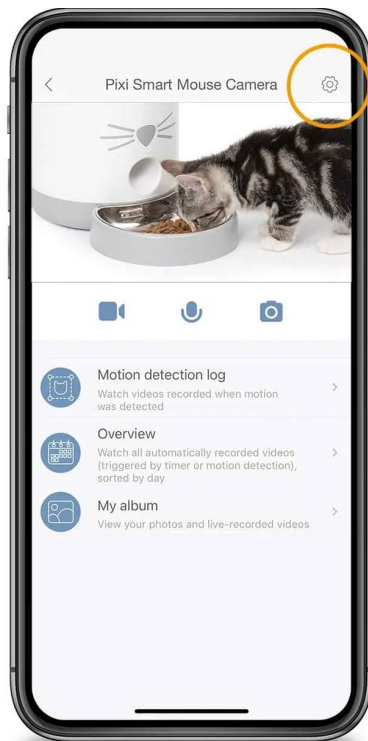 Pixi Smart Mouse Camera
Motion detection log
Watch videos recorded when motion
was detected
Overview
Watch all automatically recorded videos
(triggered by timer or motion detection),
sorted by day
My album
View your photos and live-recorded videos